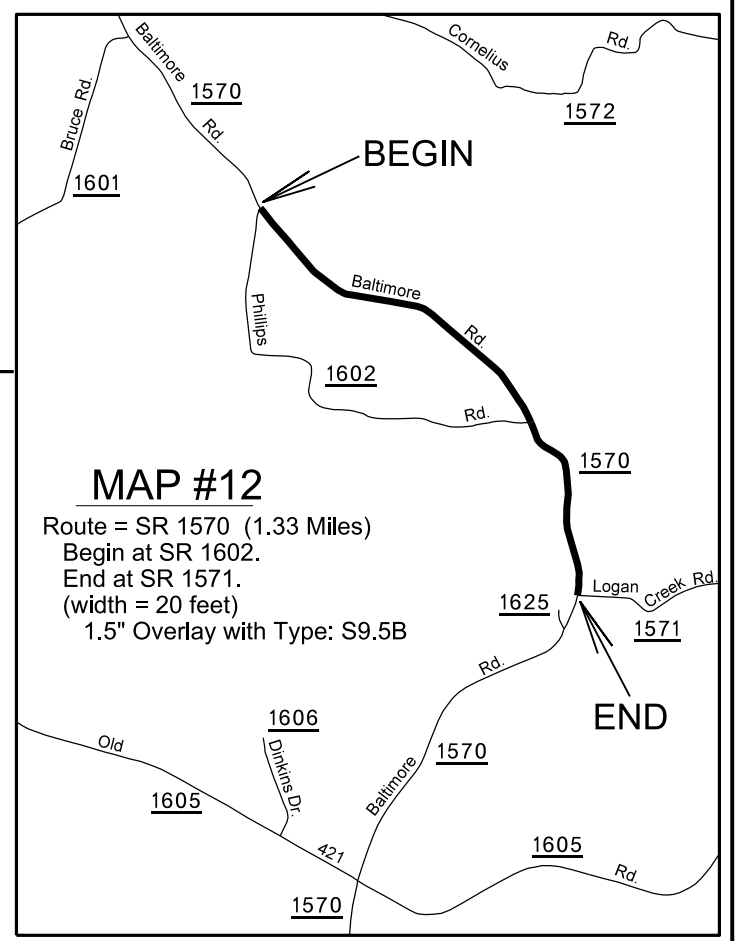 Baltimore
Rd.
1570
Cornelius
Rd.
1572
Bruce Rd.
1601
BEGIN
Baltimore
Rd.
Phillips
1602
Rd.
1570
MAP #12
Route = SR 1570 (1.33 Miles)
Begin at SR 1602.
End at SR 1571.
(width = 20 feet)
1.5" Overlay with Type: S9.5B
Logan
Creek Rd.
1571
1625
Rd.
END
1606
Dinkins Dr.
Old
1605
1570
Baltimore
421
1605
Rd.
1570